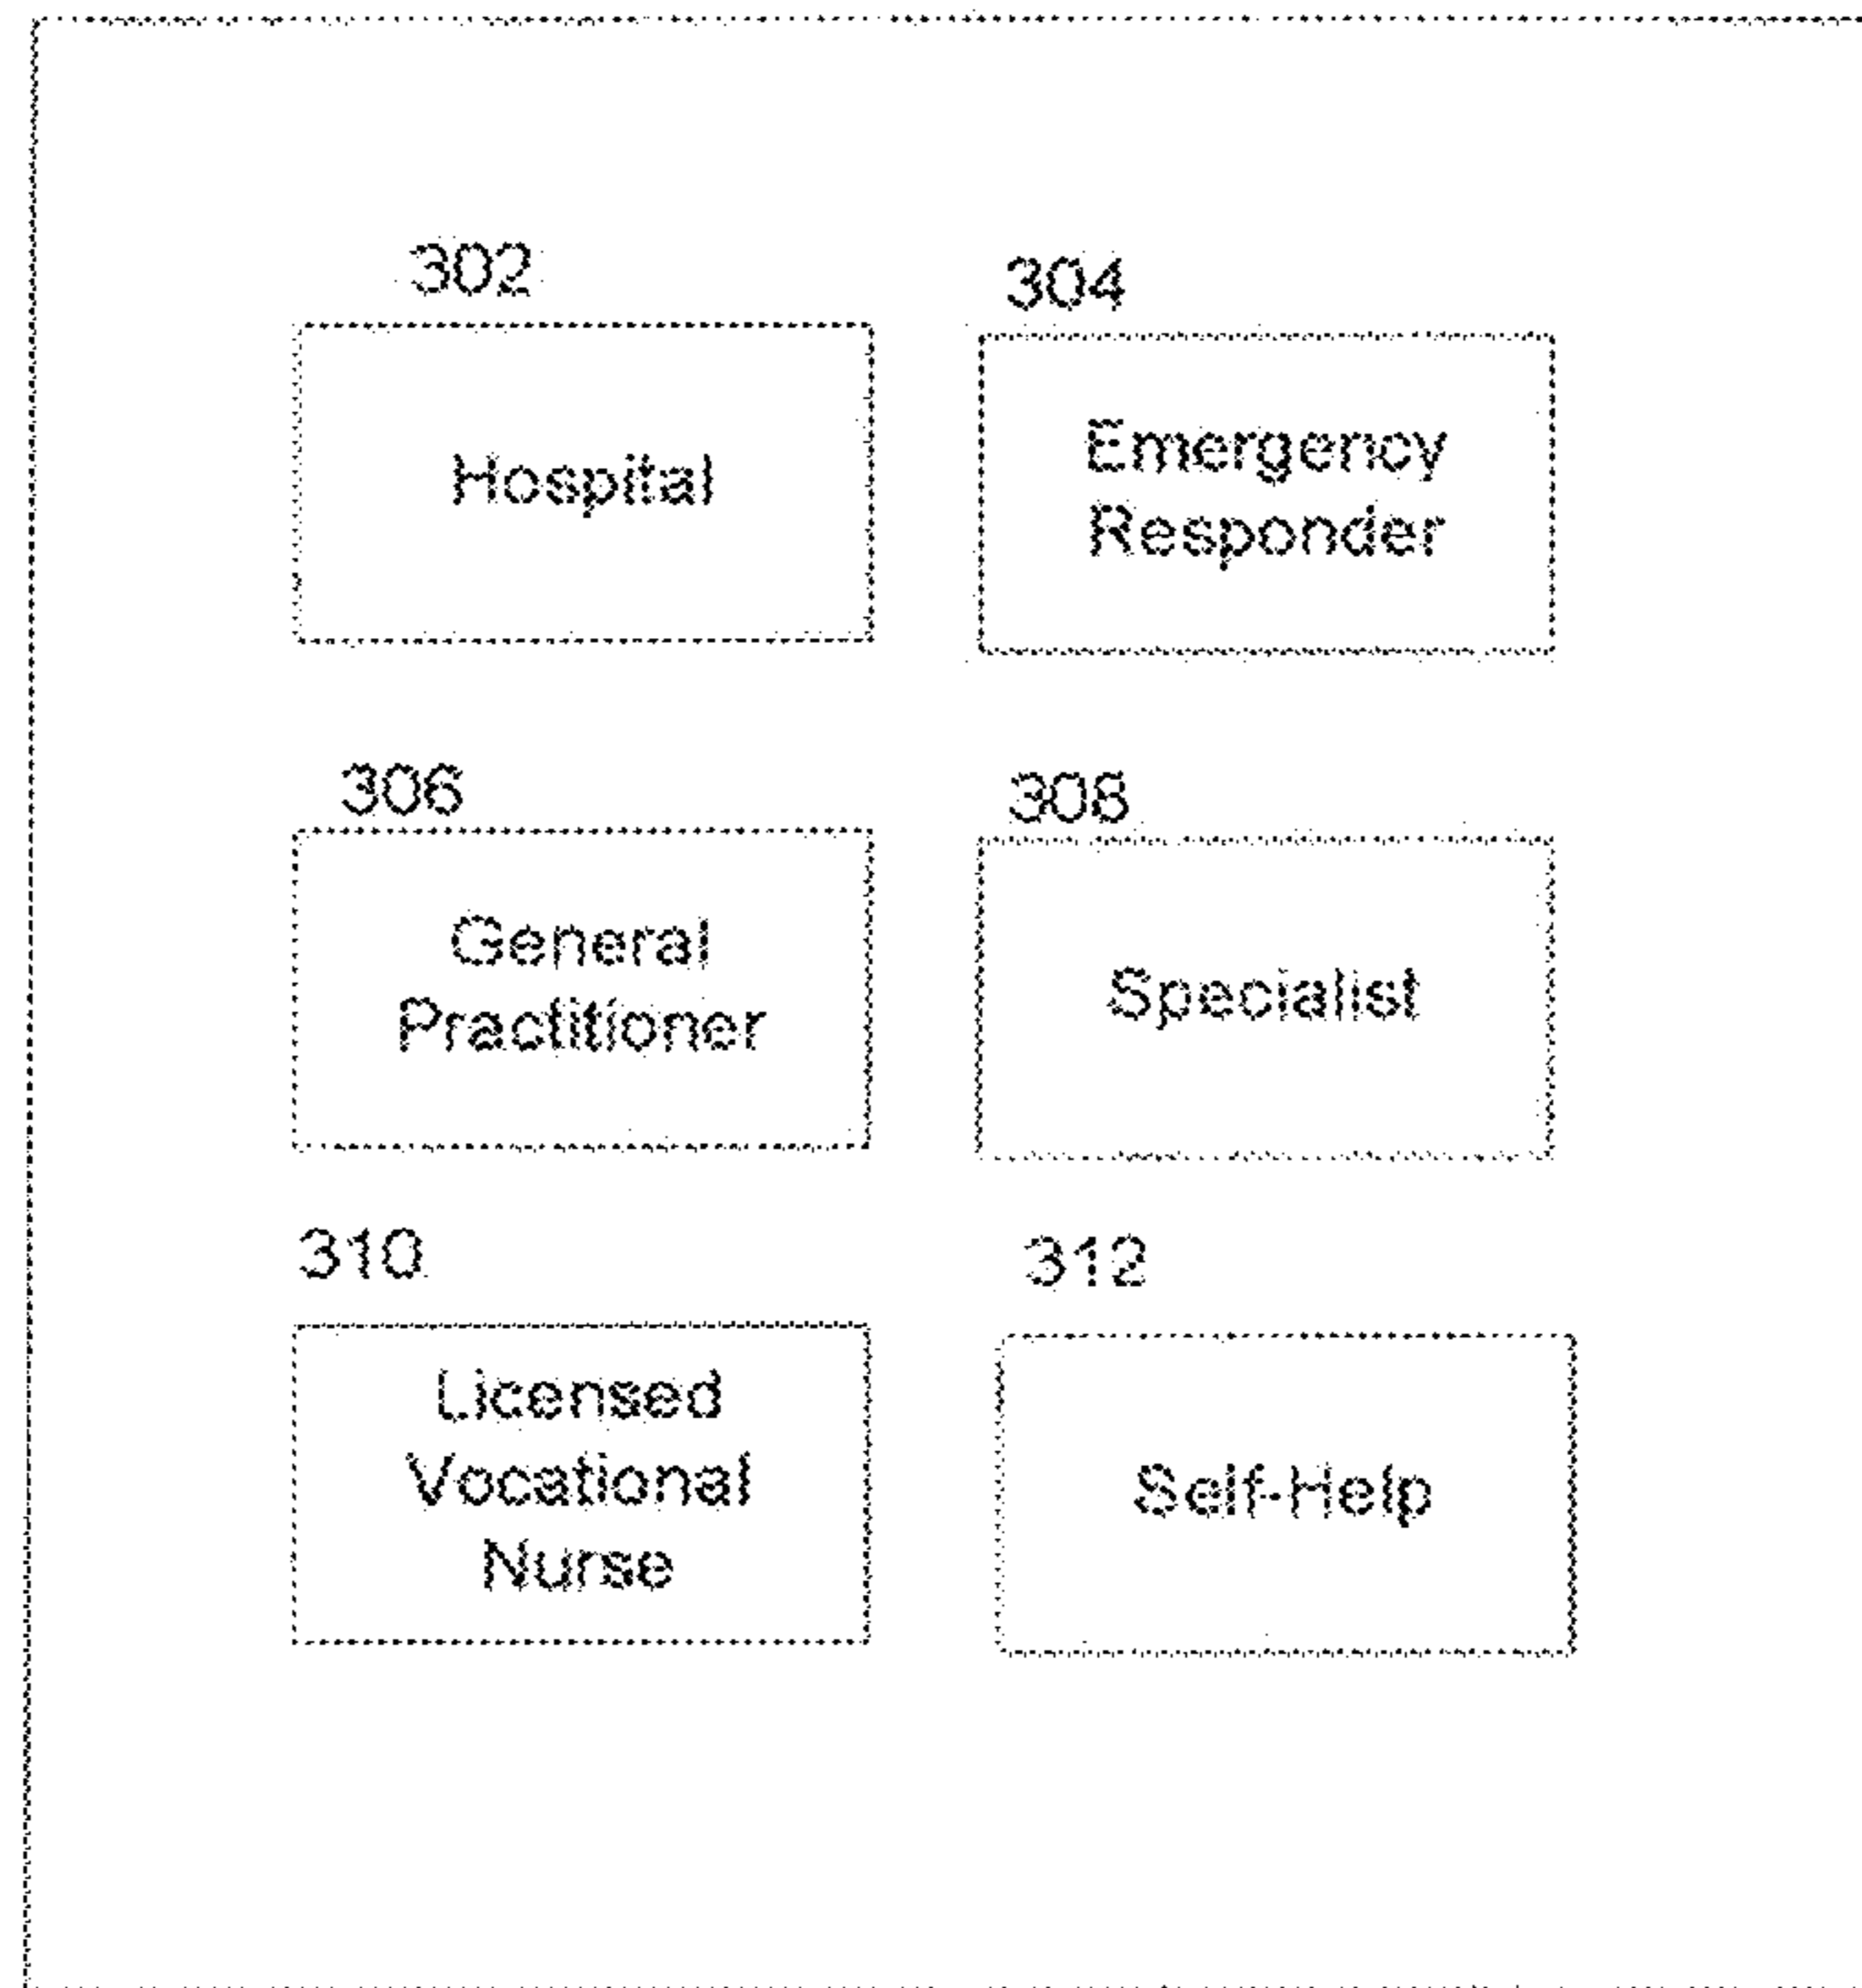 302
304
Hospital
Emergency
Responder
306
308
General
Practitioner
Specialist
310
312
Licensed
Vocational
Nurse
Self-Help